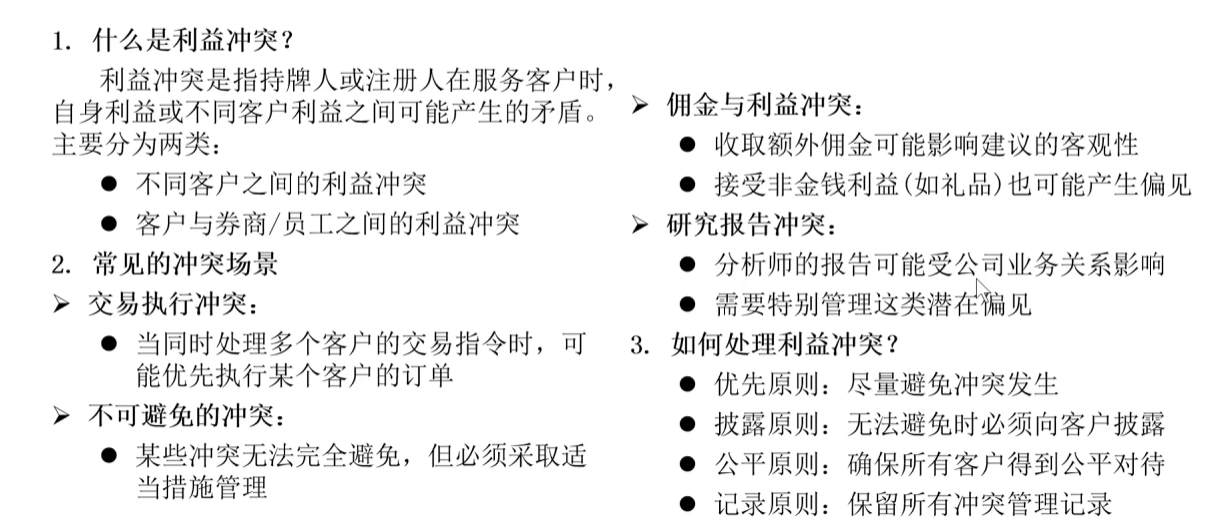 1. 什么是利益冲突?
利益冲突是指持牌人或注册人在服务客户时，
自身利益或不同客户利益之间可能产生的矛盾。
主要分为两类：
● 不同客户之间的利益冲突
● 客户与券商/员工之间的利益冲突
2. 常见的冲突场景
➢ 交易执行冲突：
● 当同时处理多个客户的交易指令时，可
能优先执行某个客户的订单
➢ 不可避免的冲突：
● 某些冲突无法完全避免，但必须采取适
当措施管理
➢ 佣金与利益冲突：
● 收取额外佣金可能影响建议的客观性
● 接受非金钱利益(如礼品)也可能产生偏见
➢ 研究报告冲突：
● 分析师的报告可能受公司业务关系影响
● 需要特别管理这类潜在偏见
3. 如何处理利益冲突?
● 优先原则：尽量避免冲突发生
● 披露原则：无法避免时必须向客户披露
● 公平原则：确保所有客户得到公平对待
● 记录原则：保留所有冲突管理记录